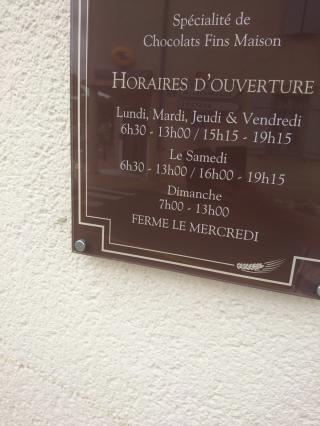 Spécialité de
Chocolats Fins Maison
HORAIRES D'OUVERTURE
Lundi, Mardi, Jeudi & Vendredi
6h30 - 13h00 / 15h15 - 19h15
Le Samedi
6h30 - 13h00 / 16h00 - 19h15
Dimanche
7h00 - 13h00
FERME LE MERCREDI